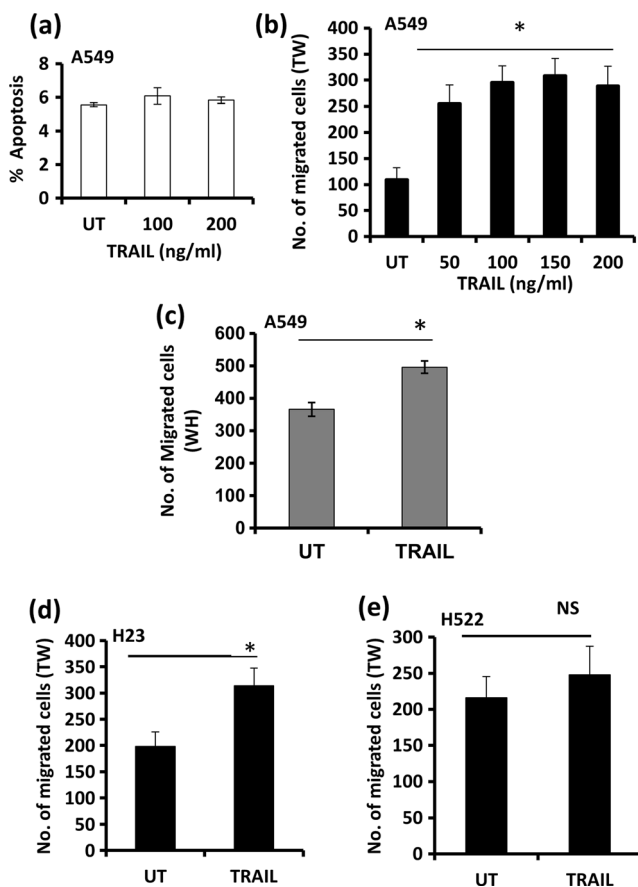 (a)
A549
% Apoptosis
8
6
4
2
0
UT 100 200
TRAIL (ng/ml)
(b)
A549
*
No. of migrated cells (TW)
400
350
300
250
200
150
100
50
0
UT 50 100 150 200
TRAIL (ng/ml)
(c)
A549
*
No. of Migrated cells
(WH)
600
500
400
300
200
100
0
UT TRAIL
(d)
H23
*
No. of migrated cells (TW)
400
350
300
250
200
150
100
50
0
UT TRAIL
(e)
H522
NS
No. of migrated cells (TW)
300
250
200
150
100
50
0
UT TRAIL